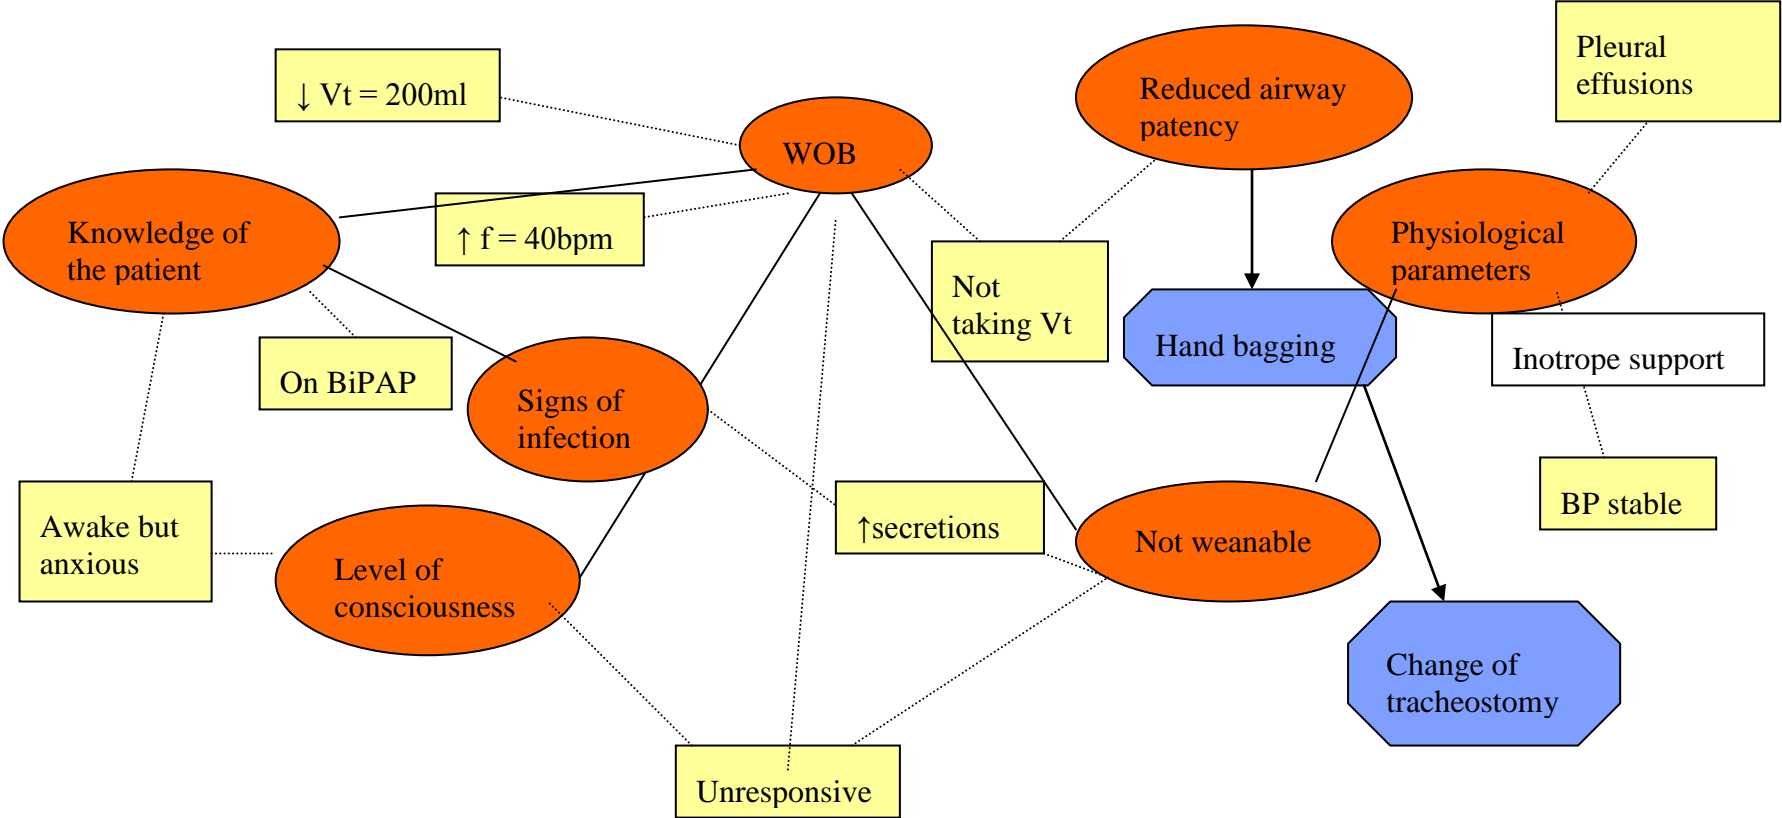 Pleural
effusions
↓ Vt = 200ml
Reduced airway
patency
WOB
Knowledge of
the patient
↑ f = 40bpm
Physiological
parameters
Not
taking Vt
Hand bagging
Inotrope support
On BiPAP
Signs of
infection
Awake but
anxious
↑secretions
Not weanable
BP stable
Level of
consciousness
Change of
tracheostomy
Unresponsive